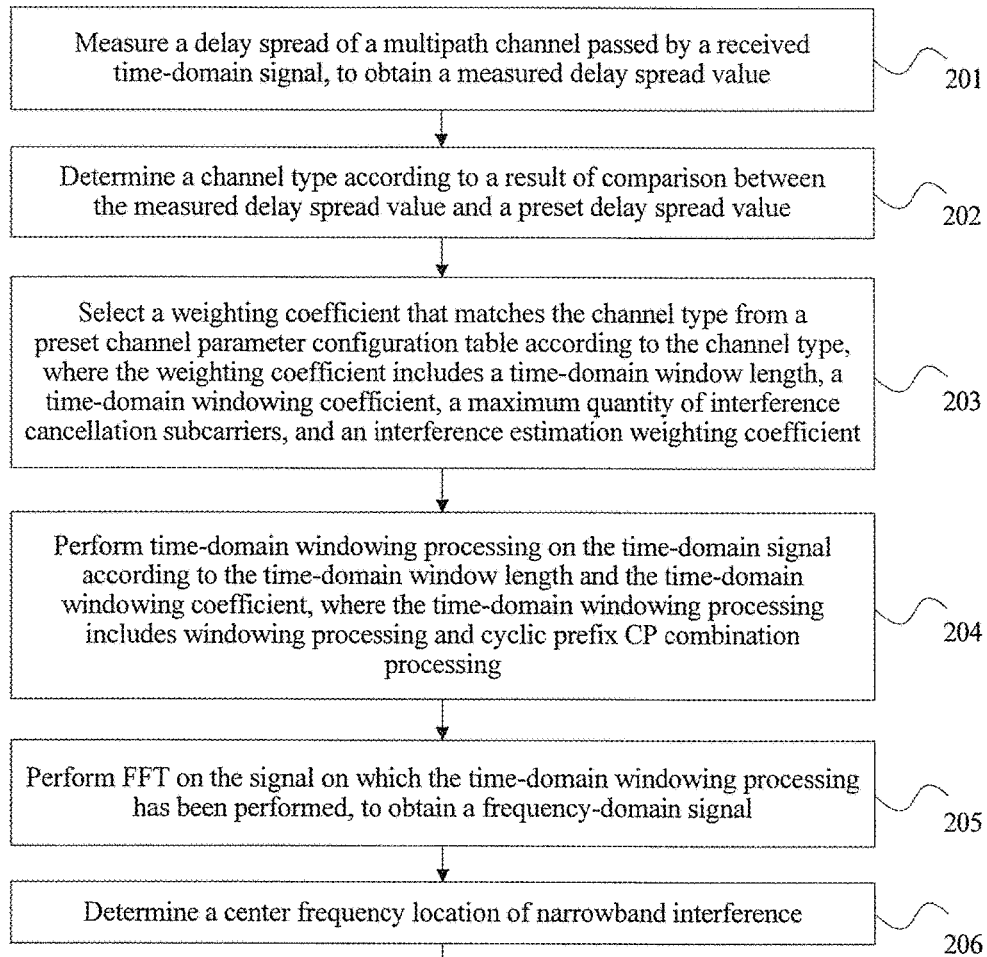 Measure a delay spread of a multipath channel passed by a received
time-domain signal, to obtain a measured delay spread value
201
Determine a channel type according to a result of comparison between
the measured delay spread value and a preset delay spread value
202
Select a weighting coefficient that matches the channel type from a
preset channel parameter configuration table according to the channel type,
where the weighting coefficient includes a time-domain window length, a
time-domain windowing coefficient, a maximum quantity of interference
cancellation subcarriers, and an interference estimation weighting coefficient
203
Perform time-domain windowing processing on the time-domain signal
according to the time-domain window length and the time-domain
windowing coefficient, where the time-domain windowing processing
includes windowing processing and cyclic prefix CP combination
processing
204
Perform FFT on the signal on which the time-domain windowing processing
has been performed, to obtain a frequency-domain signal
205
Determine a center frequency location of narrowband interference
206